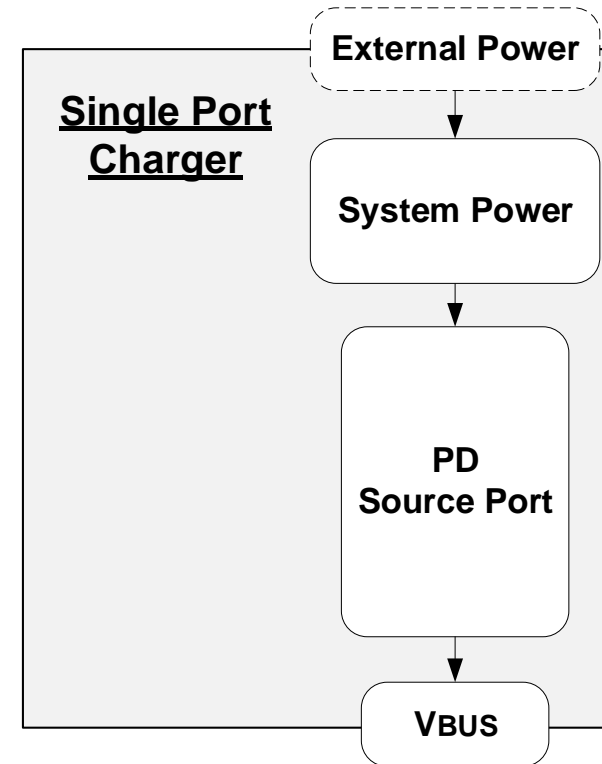 External Power
Single Port
Charger
System Power
PD
Source Port
VBUS